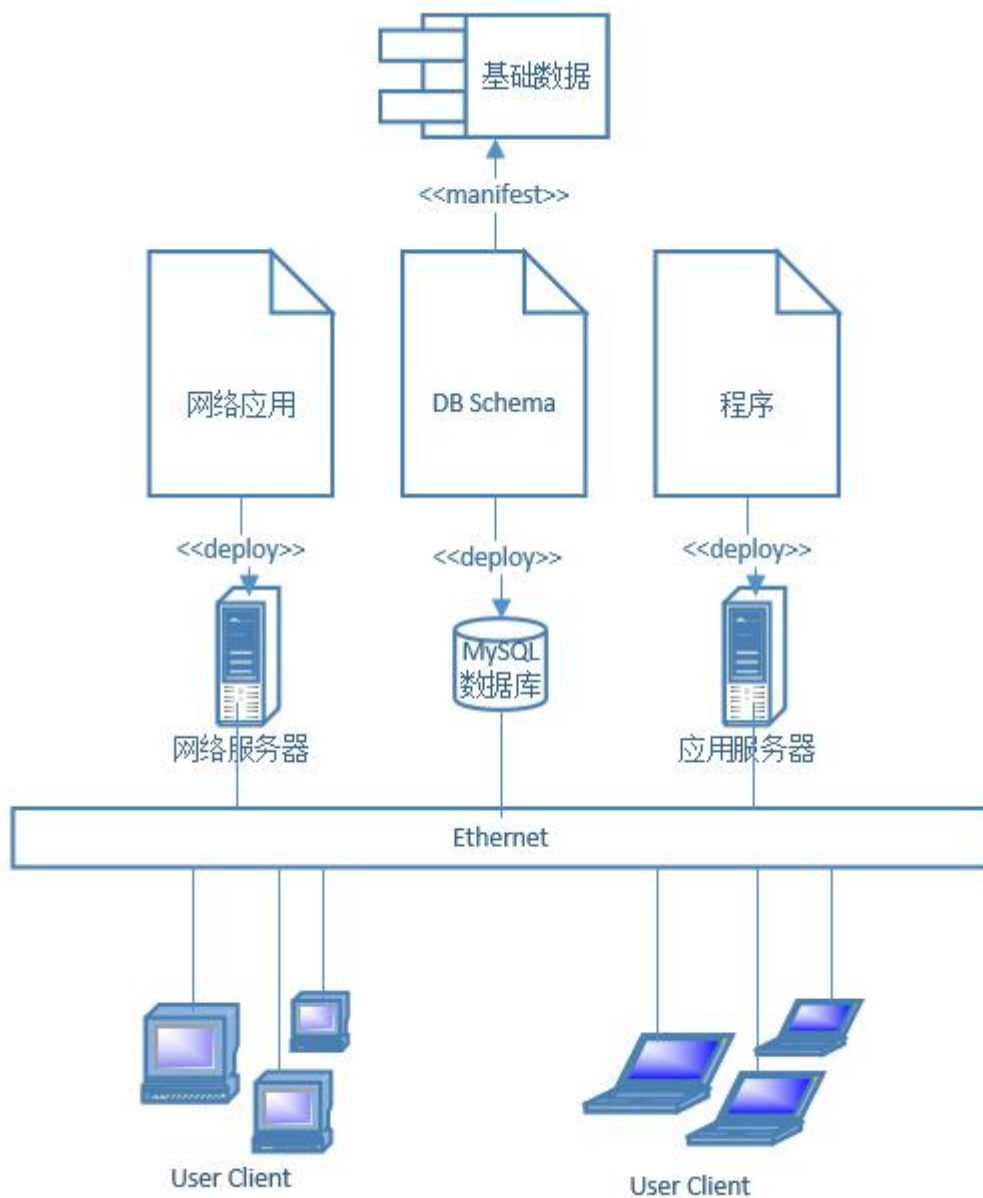 基础数据
<<manifest>>
网络应用
DB Schema
程序
<<deploy>>
<<deploy>>
<<deploy>>
MySQL
数据库
网络服务器
应用服务器
Ethernet
User Client
User Client